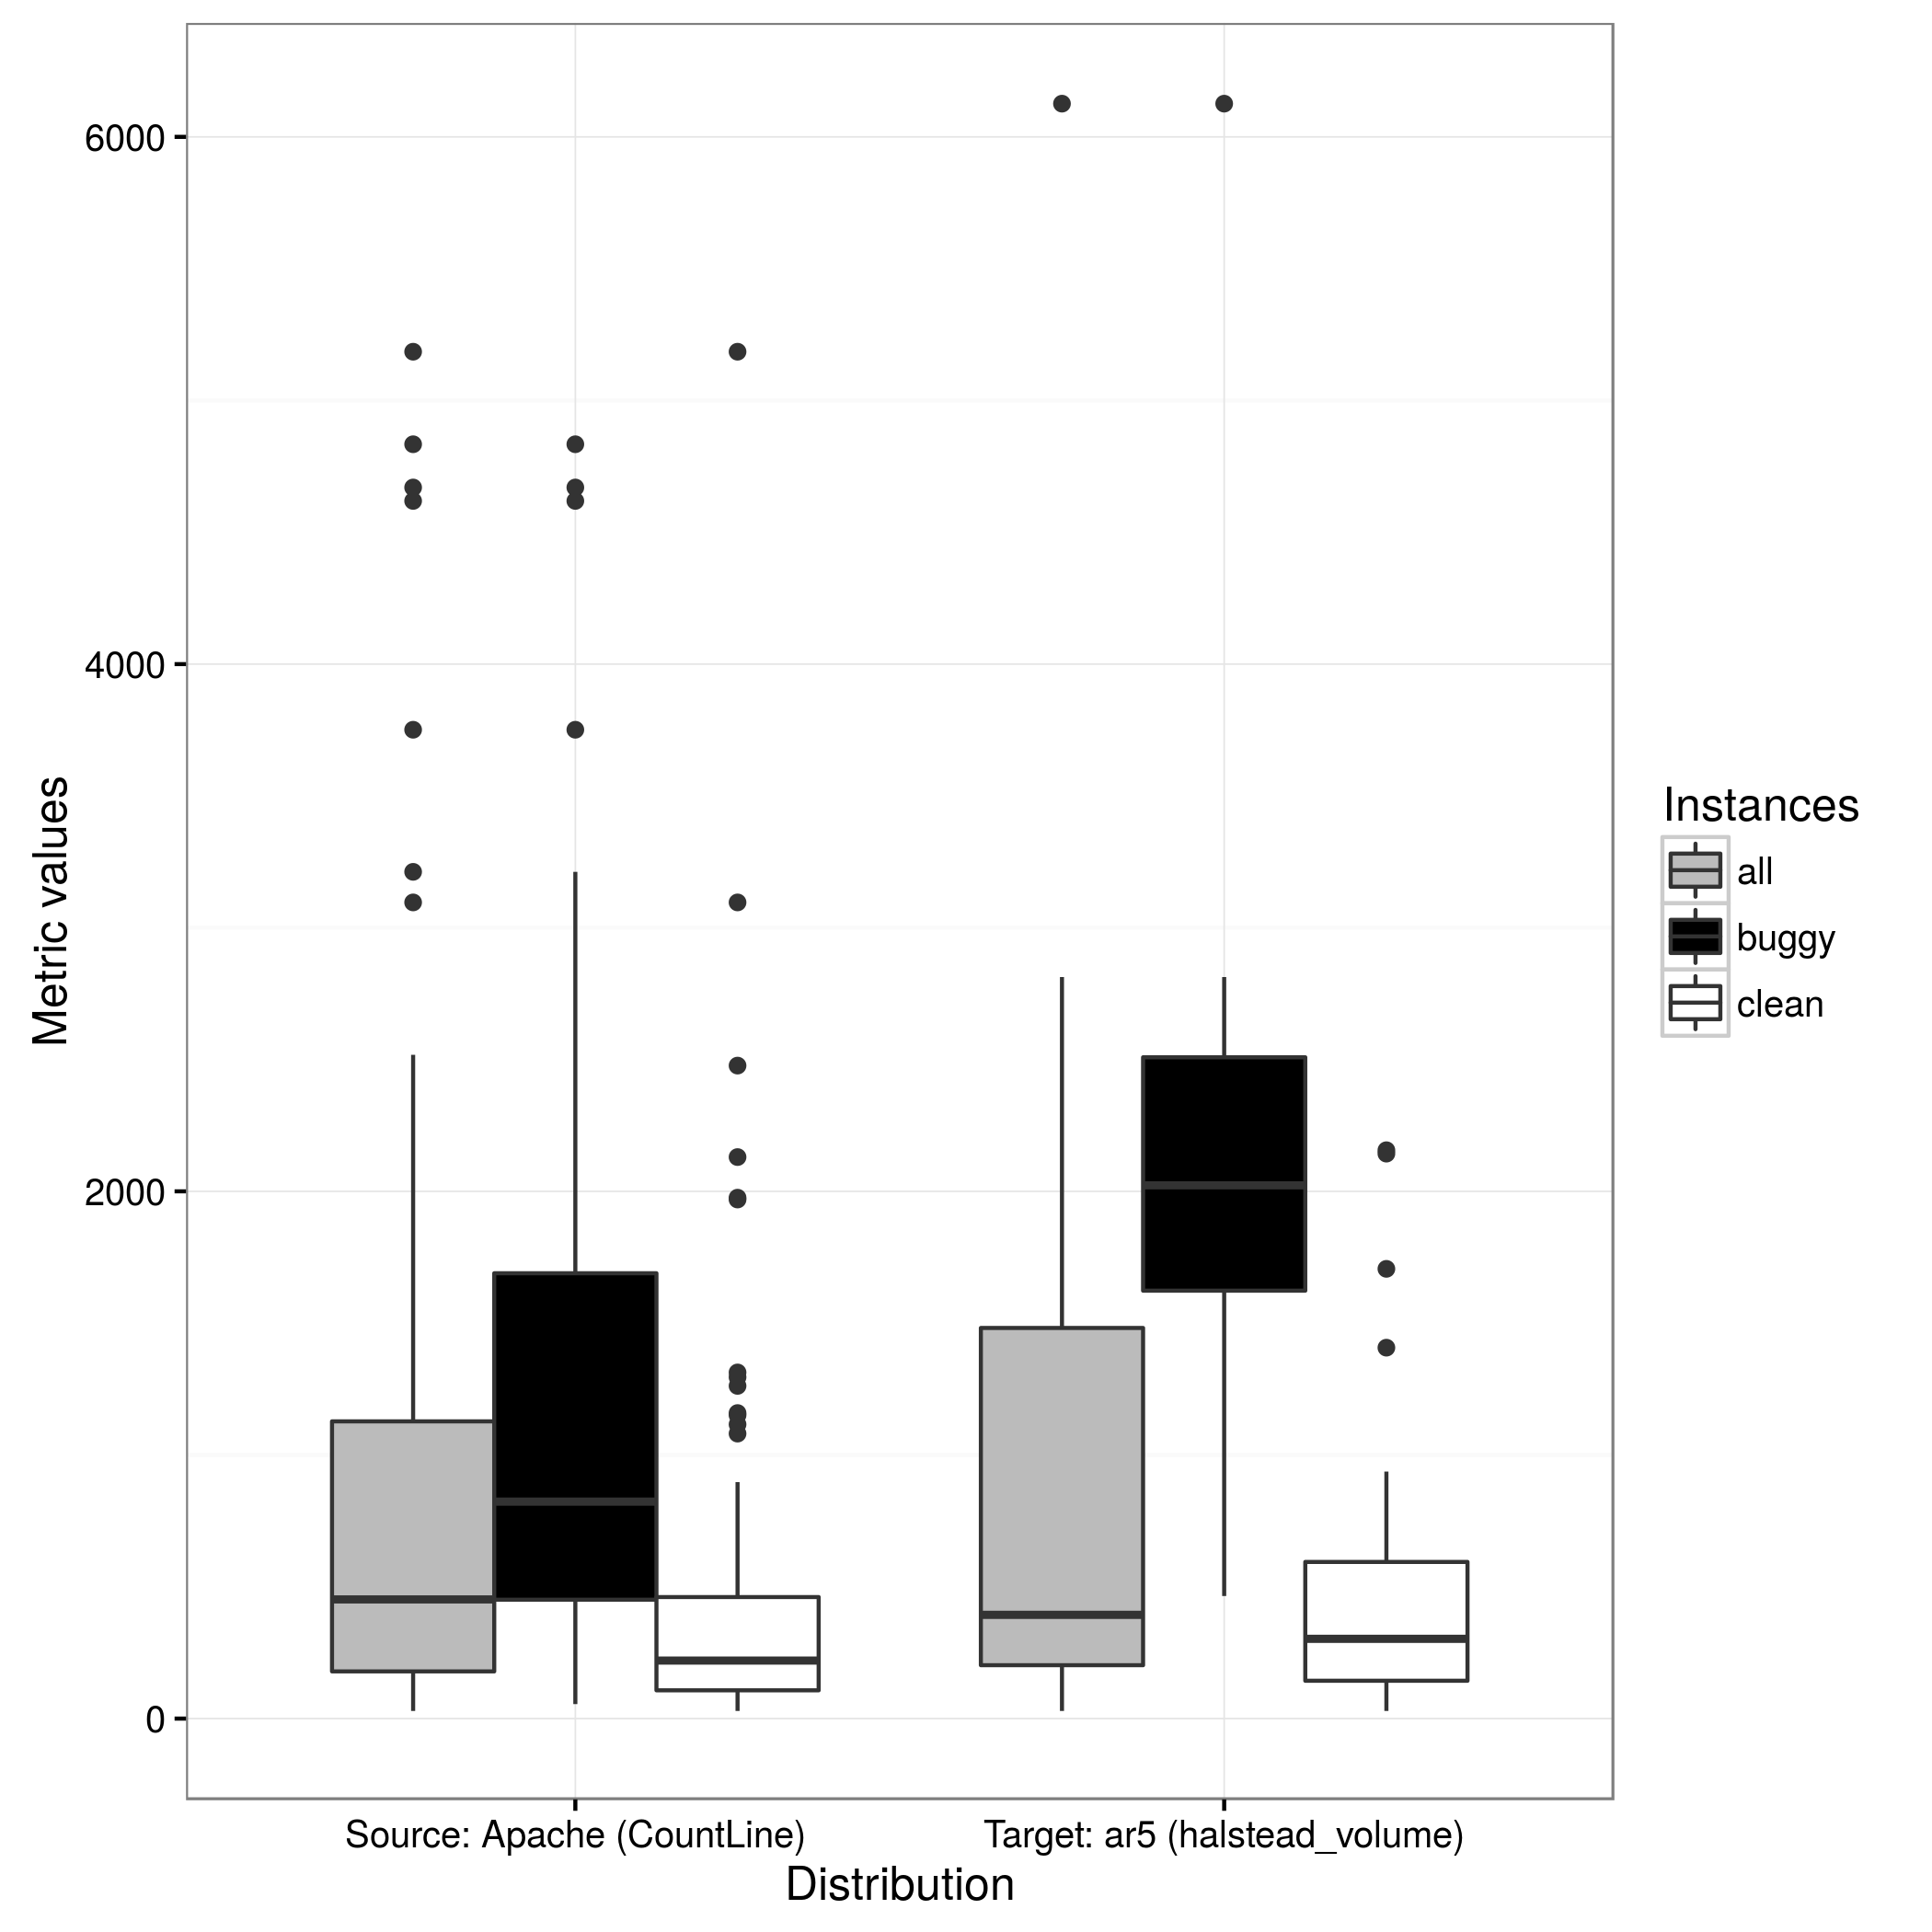 6000
4000
2000
0
Metric values
Source: Apache (CountLine)
Target: ar5 (halstead_volume)
Distribution
Instances
all
buggy
clean